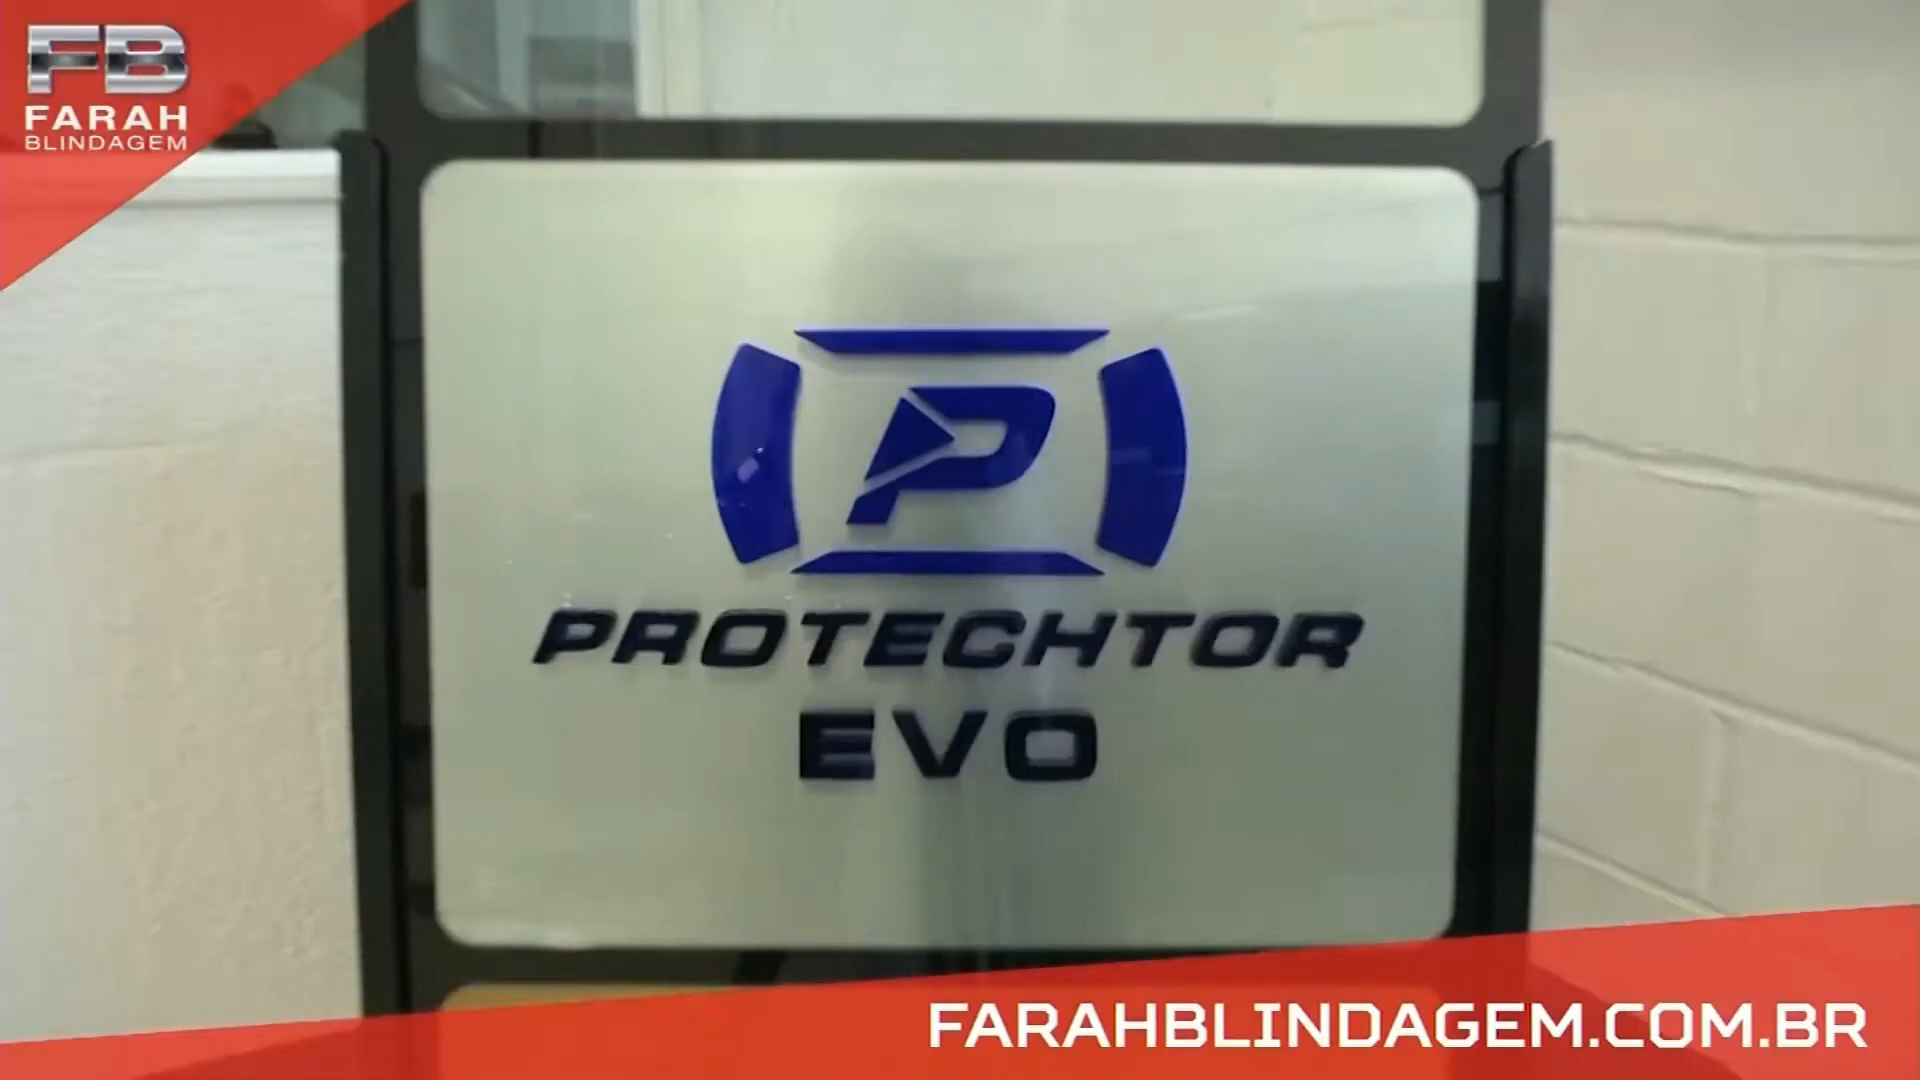 FB
FARAH
BLINDAGEM
P
PROTECHTOR
EVO
FARAHBLINDAGEM.COM.BR